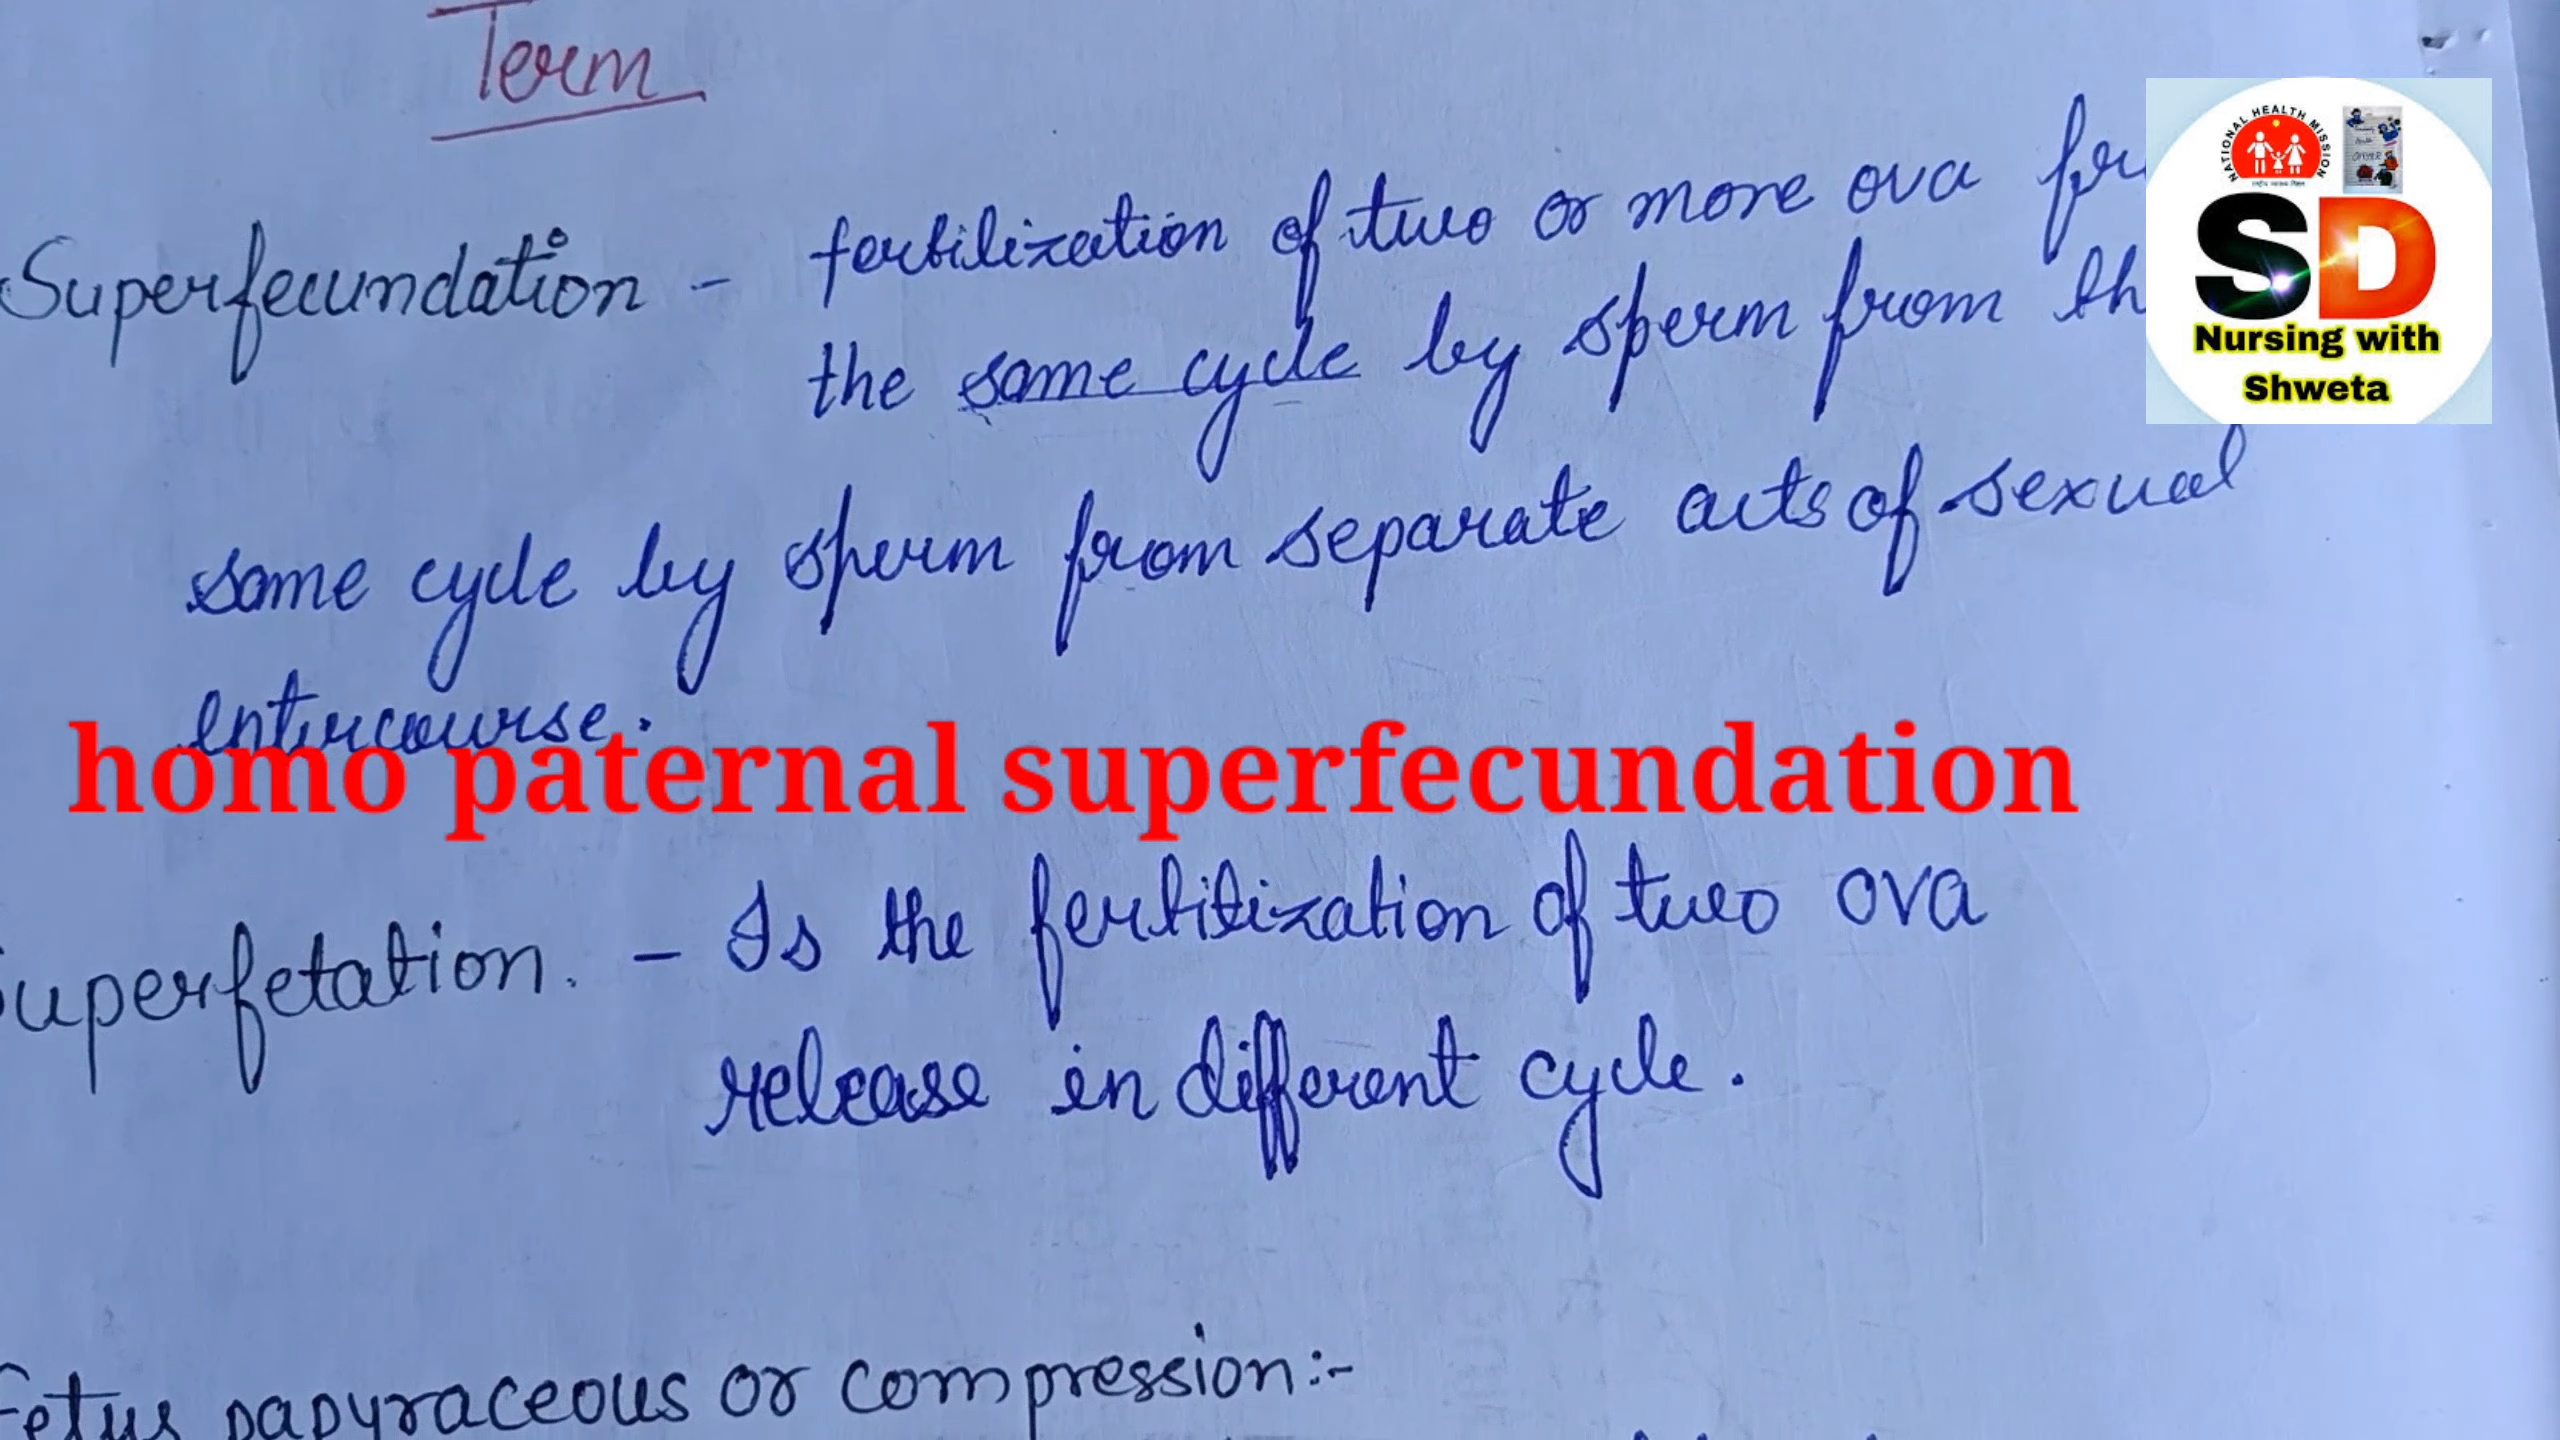 Term
Superfecundation - fertilization of two or more ova
the same cycle by sperm from
same cycle by sperm from separate acts of sexual
intercourse.
homo paternal superfecundation
Superfetation. - Is the fertilization of two ova
release in different cycle.
Fetus papyraceous or compression:-
NATIONAL HEALTH MISSION
SD
Nursing with
Shweta